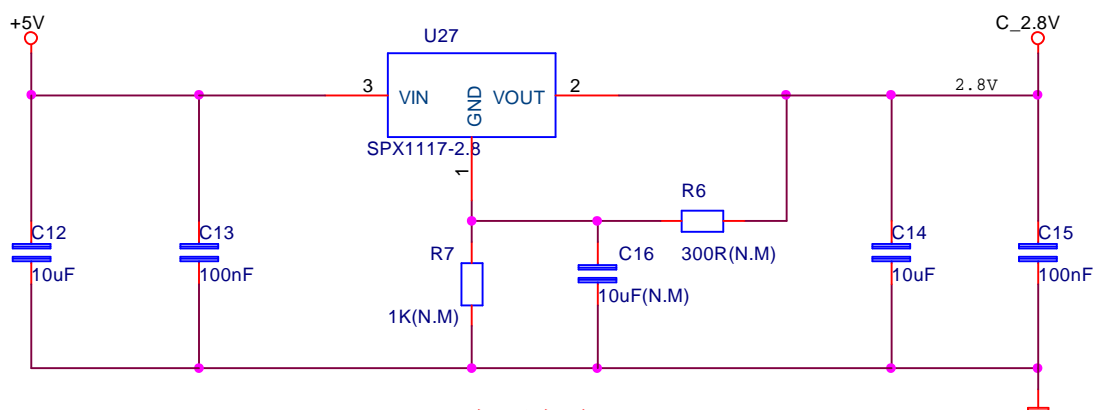 +5V
C_2.8V
U27
3
VIN
GND
VOUT
2
2.8V
SPX1117-2.8
1
R6
300R(N.M)
C12
10uF
C13
100nF
R7
1K(N.M)
C16
10uF(N.M)
C14
10uF
C15
100nF